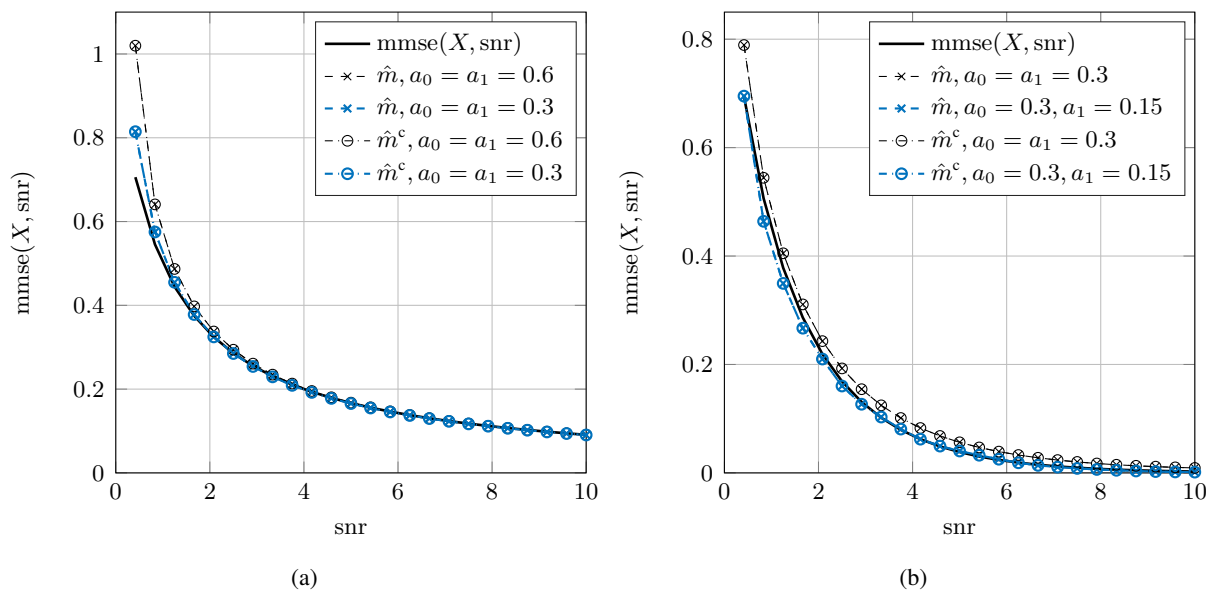 mmse(X, snr)
m̂, a₀ = a₁ = 0.6
m̂, a₀ = a₁ = 0.3
m̂ᶜ, a₀ = a₁ = 0.6
m̂ᶜ, a₀ = a₁ = 0.3
1
0.8
0.6
0.4
0.2
0
mmse(X, snr)
0 2 4 6 8 10
snr
(a)
mmse(X, snr)
m̂, a₀ = a₁ = 0.3
m̂, a₀ = 0.3, a₁ = 0.15
m̂ᶜ, a₀ = a₁ = 0.3
m̂ᶜ, a₀ = 0.3, a₁ = 0.15
0.8
0.6
0.4
0.2
0
mmse(X, snr)
0 2 4 6 8 10
snr
(b)